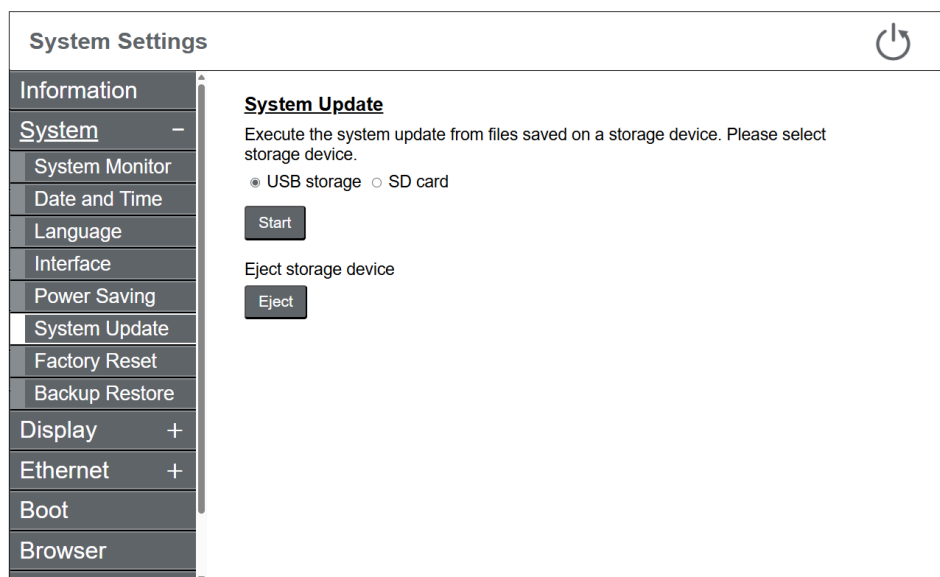 System Settings
Information
System −
System Monitor
Date and Time
Language
Interface
Power Saving
System Update
Factory Reset
Backup Restore
Display +
Ethernet +
Boot
Browser
System Update
Execute the system update from files saved on a storage device. Please select
storage device.
USB storage SD card
Start
Eject storage device
Eject